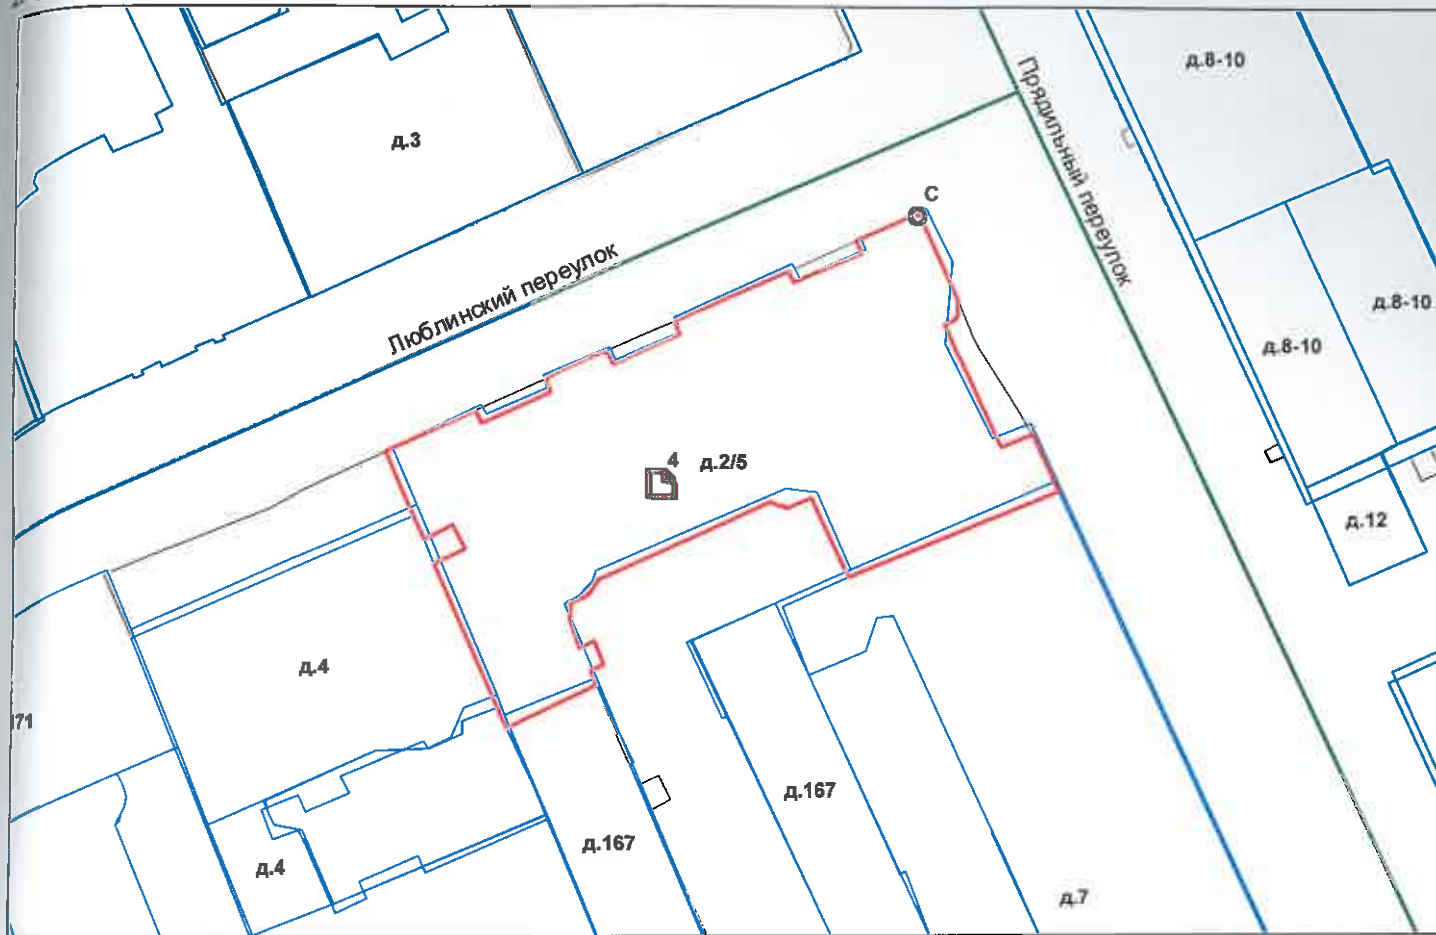 д.8-10
Прядильный переулок
д.3
С
Люблинский переулок
д.8-10
д.8-10
4
д.2/5
д.12
д.4
171
д.167
д.167
д.4
д.7